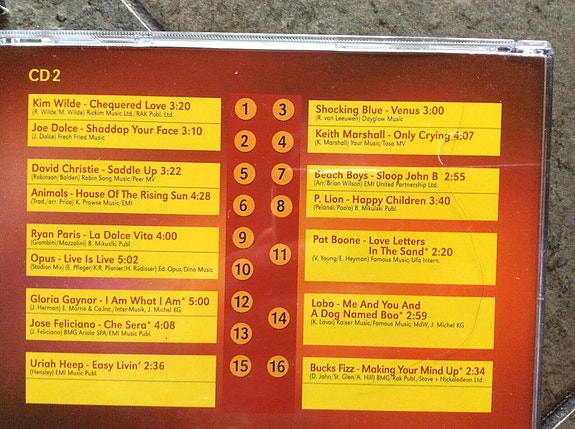 CD2
Kim Wilde - Chequered Love 3:20
(R. Wilde/M. Wilde) Rickim Music Ltd./RAK Publ. Ltd.
Joe Dolce - Shaddap Your Face 3:10
(J. Dolce) Frech Fried Music
David Christie - Saddle Up 3:22
(Robinson/Bolden) Robin Song Music/Peer MV
Animals - House Of The Rising Sun 4:28
(Trad./arr. Price) K. Prowse Music/EMI
Ryan Paris - La Dolce Vita 4:00
(Giombini/Mazzolini) B. Mikulski Publ.
Opus - Live Is Live 5:02
(Stadion Mix) (E. Pfleger/K.R. Plisnier/H. Rüdisser) Ed. Opus/Dino Music
Gloria Gaynor - I Am What I Am* 5:00
(J. Herman) E. Morris & Co.Inc./Inter-Musik, J. Michel KG
Jose Feliciano - Che Sera* 4:08
(J. Feliciano) BMG Ariola SPA/EMI Music Publ.
Uriah Heep - Easy Livin' 2:36
(Hensley) EMI Music Publ.
1 3
2 4
5 7
6 8
9
11
10
12
14
13
15 16
Shocking Blue - Venus 3:00
(R. van Leeuwen) Dayglow Music
Keith Marshall - Only Crying 4:07
(K. Marshall) Your Music/Tosa MV
Beach Boys - Sloop John B 2:55
(Arr/Brian Wilson) EMI United Partnership Ltd.
P. Lion - Happy Children 3:40
(Pelandi/Paolo) B. Mikulski Publ.
Pat Boone - Love Letters
In The Sand* 2:20
(V. Young/E. Heyman) Famous Music/Ufa Intern.
Lobo - Me And You And
A Dog Named Boo* 2:59
(K. Lavoi) Kaiser Music/Famous Music/MdW, J. Michel KG
Bucks Fizz - Making Your Mind Up* 2:34
(D. John/St. Glen/A. Hill) BMG/Rak Publ./Steve + Nickelodeon Ltd.